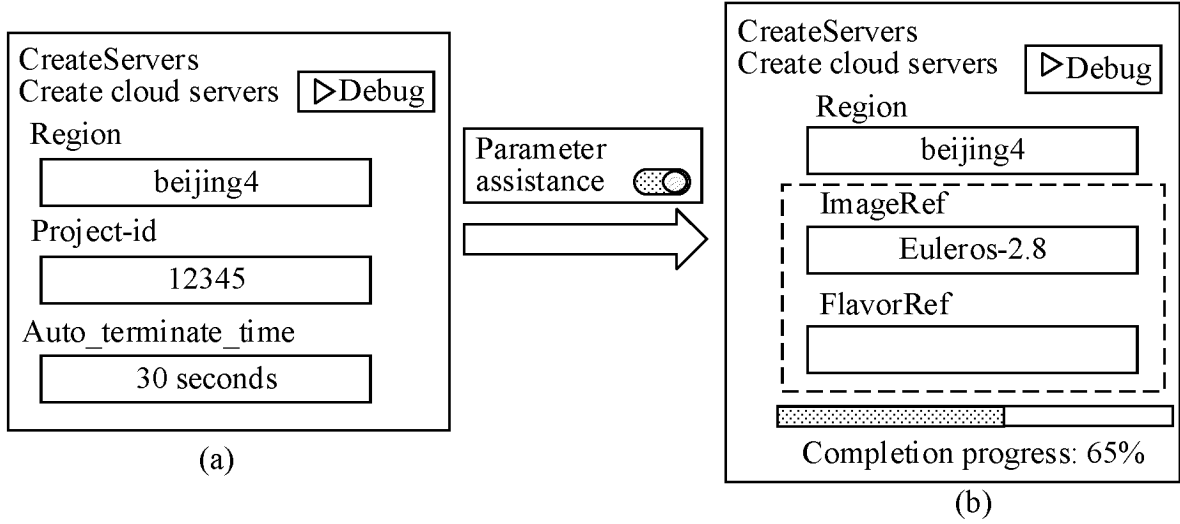 CreateServers
Create cloud servers
Debug
Region
beijing4
Project-id
12345
Auto_terminate_time
30 seconds
(a)
Parameter
assistance
CreateServers
Create cloud servers
Debug
Region
beijing4
ImageRef
Euleros-2.8
FlavorRef
Completion progress: 65%
(b)